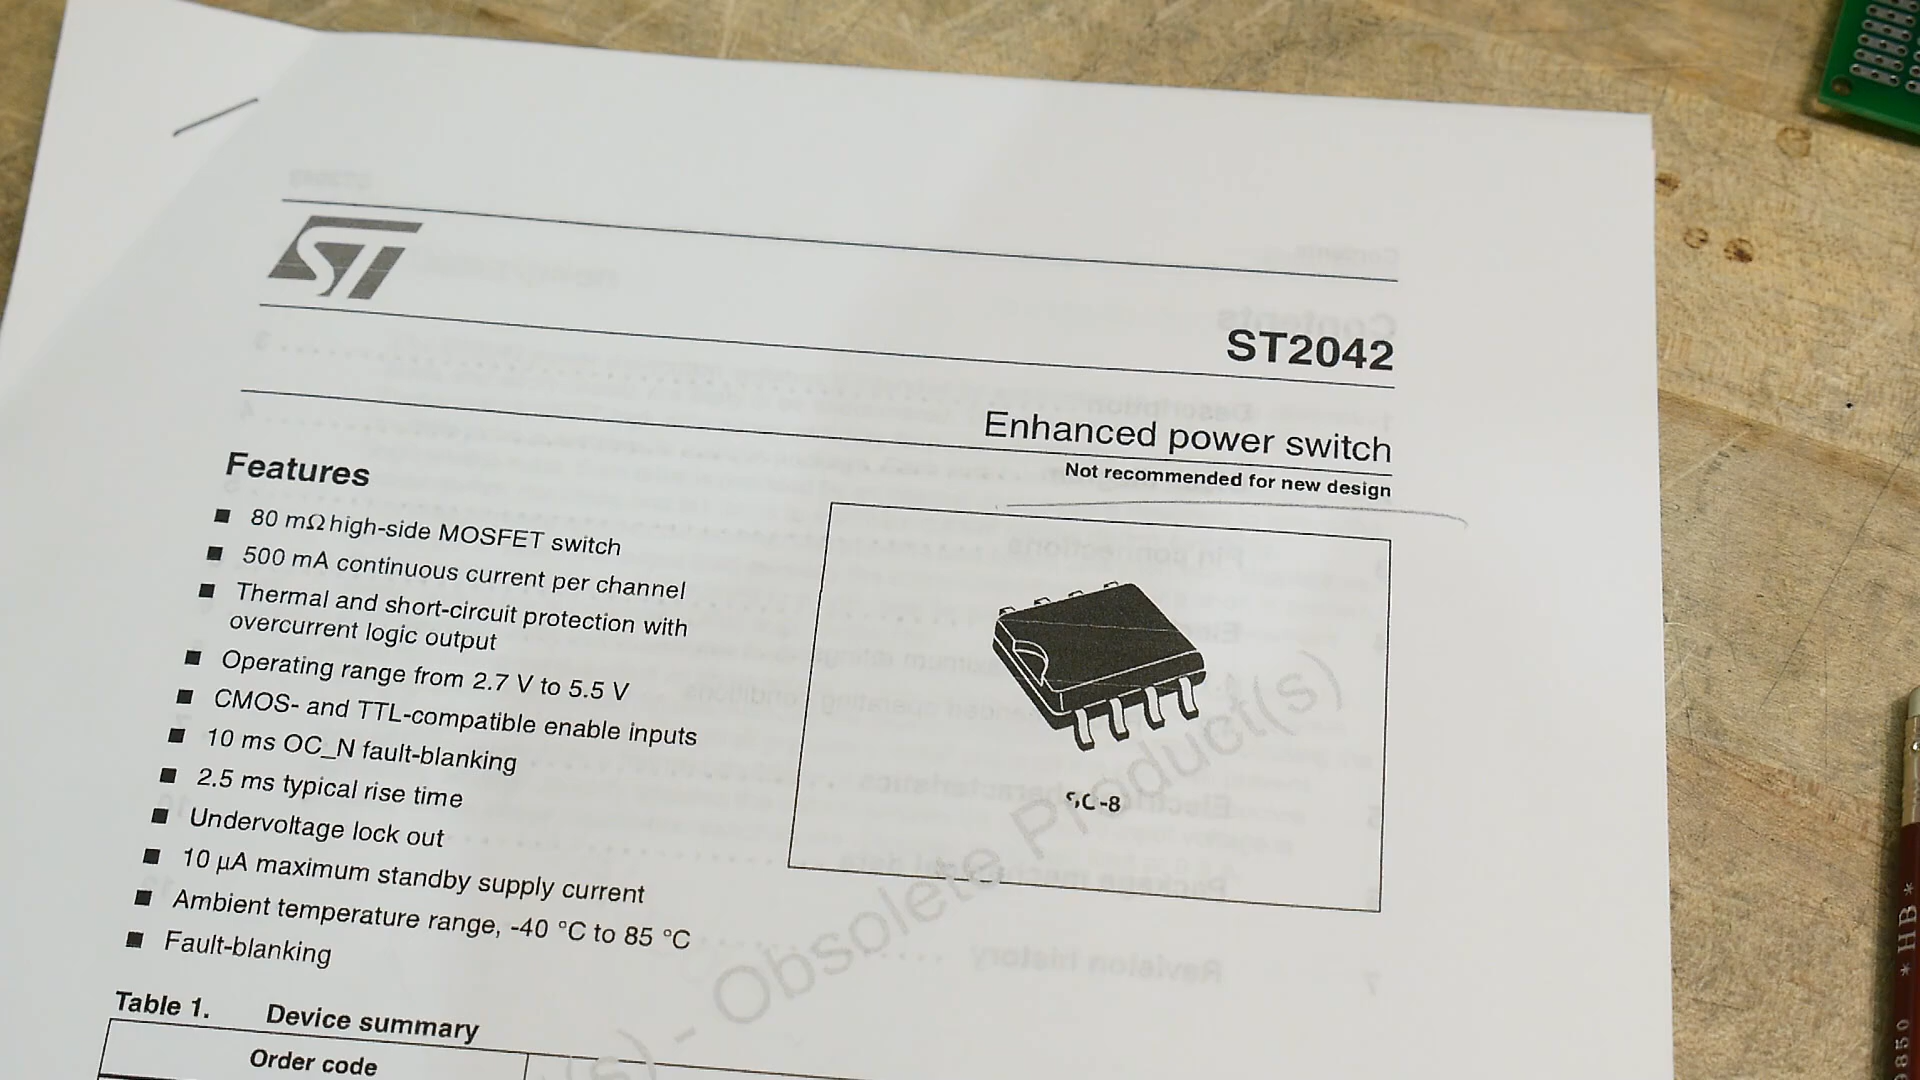 ST
ST2042
Enhanced power switch
Not recommended for new design
Features
80 mΩ high-side MOSFET switch
500 mA continuous current per channel
Thermal and short-circuit protection with
overcurrent logic output
Operating range from 2.7 V to 5.5 V
CMOS- and TTL-compatible enable inputs
10 ms OC_N fault-blanking
2.5 ms typical rise time
Undervoltage lock out
10 µA maximum standby supply current
Ambient temperature range, -40 °C to 85 °C
Fault-blanking
SO-8
(s) - Obsolete Product(s)
Table 1. Device summary
Order code
*HB*
9850